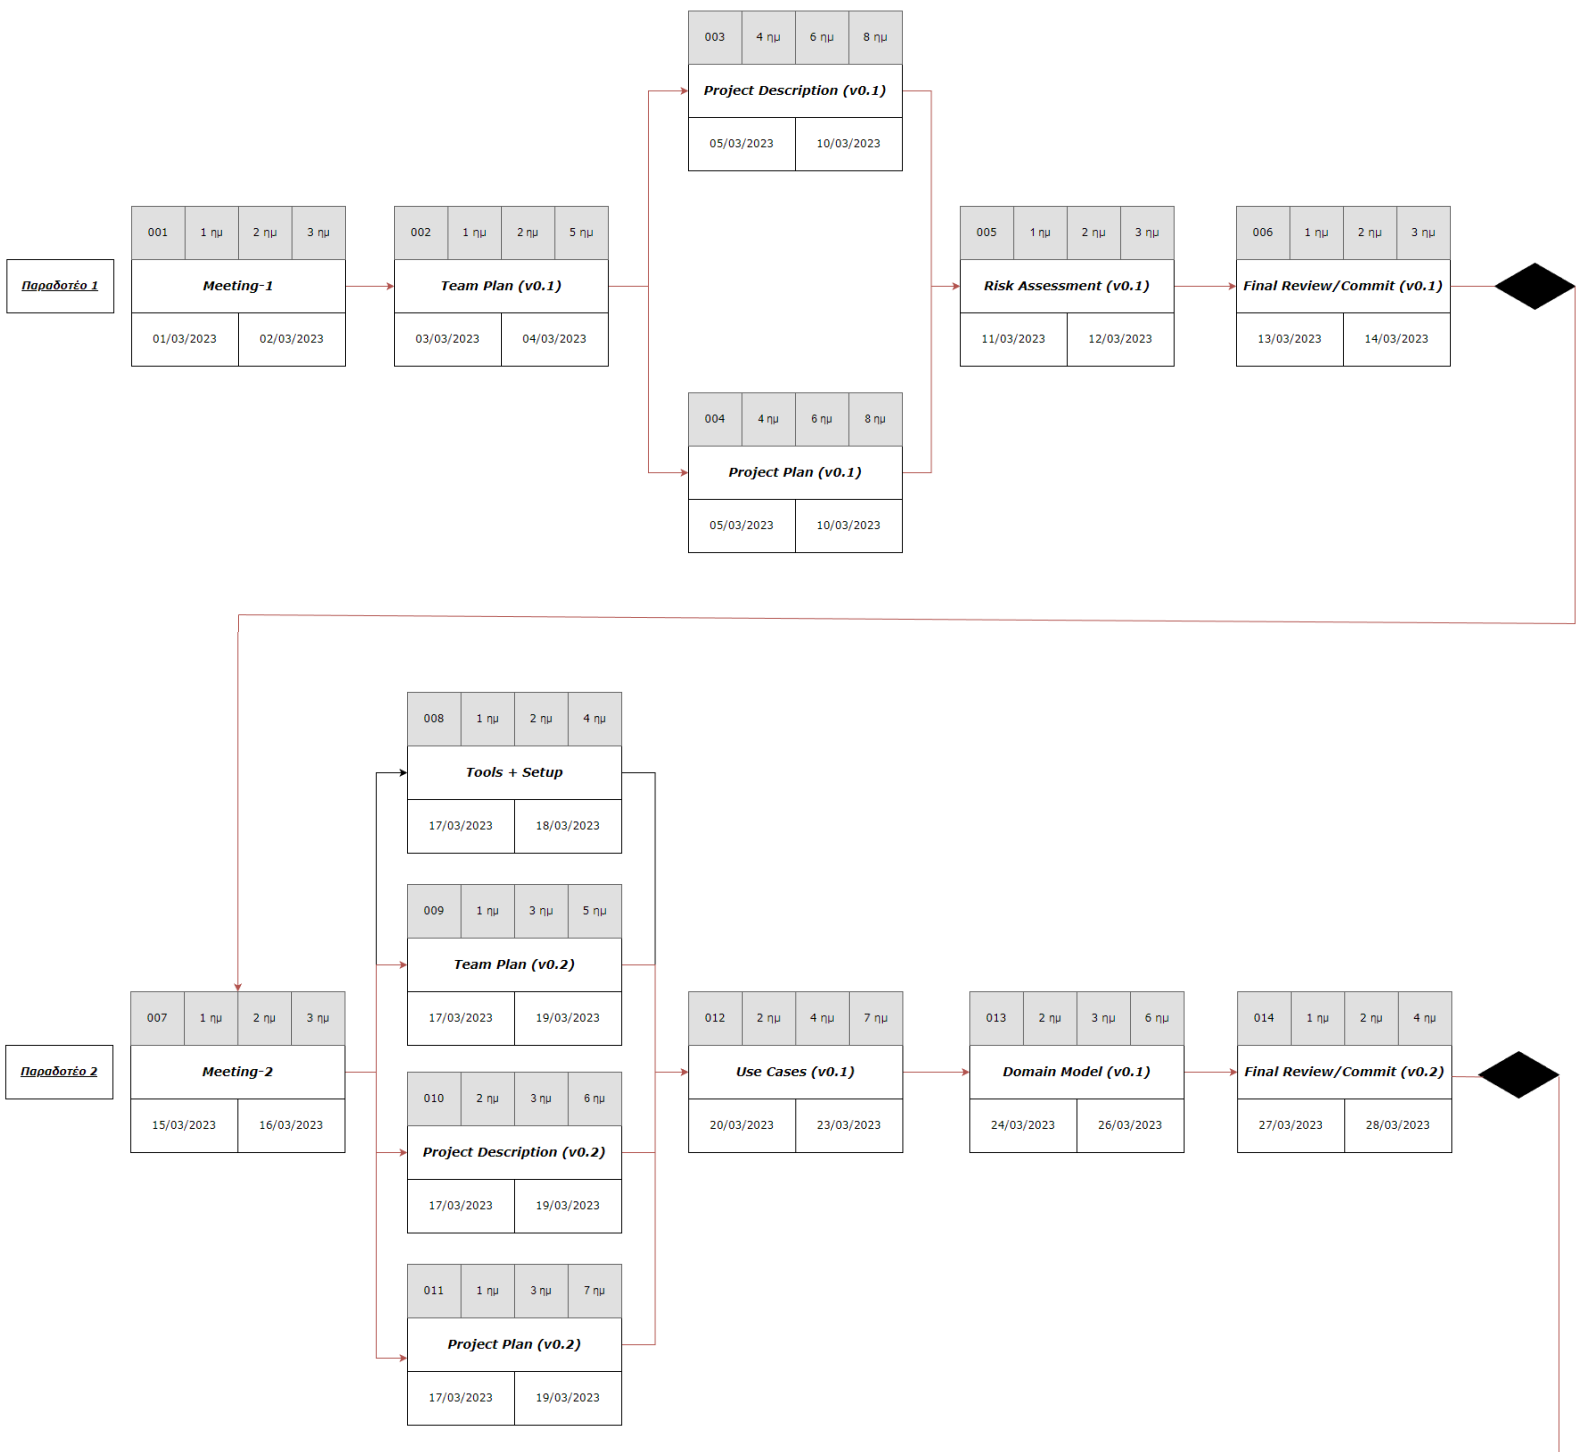 003 4 ημ 6 ημ 8 ημ
Project Description (v0.1)
05/03/2023 10/03/2023
Παραδοτέο 1
001 1 ημ 2 ημ 3 ημ
Meeting-1
01/03/2023 02/03/2023
002 1 ημ 2 ημ 5 ημ
Team Plan (v0.1)
03/03/2023 04/03/2023
005 1 ημ 2 ημ 3 ημ
Risk Assessment (v0.1)
11/03/2023 12/03/2023
006 1 ημ 2 ημ 3 ημ
Final Review/Commit (v0.1)
13/03/2023 14/03/2023
004 4 ημ 6 ημ 8 ημ
Project Plan (v0.1)
05/03/2023 10/03/2023
008 1 ημ 2 ημ 4 ημ
Tools + Setup
17/03/2023 18/03/2023
009 1 ημ 3 ημ 5 ημ
Team Plan (v0.2)
17/03/2023 19/03/2023
Παραδοτέο 2
007 1 ημ 2 ημ 3 ημ
Meeting-2
15/03/2023 16/03/2023
010 2 ημ 3 ημ 6 ημ
Project Description (v0.2)
17/03/2023 19/03/2023
012 2 ημ 4 ημ 7 ημ
Use Cases (v0.1)
20/03/2023 23/03/2023
013 2 ημ 3 ημ 6 ημ
Domain Model (v0.1)
24/03/2023 26/03/2023
014 1 ημ 2 ημ 4 ημ
Final Review/Commit (v0.2)
27/03/2023 28/03/2023
011 1 ημ 3 ημ 7 ημ
Project Plan (v0.2)
17/03/2023 19/03/2023